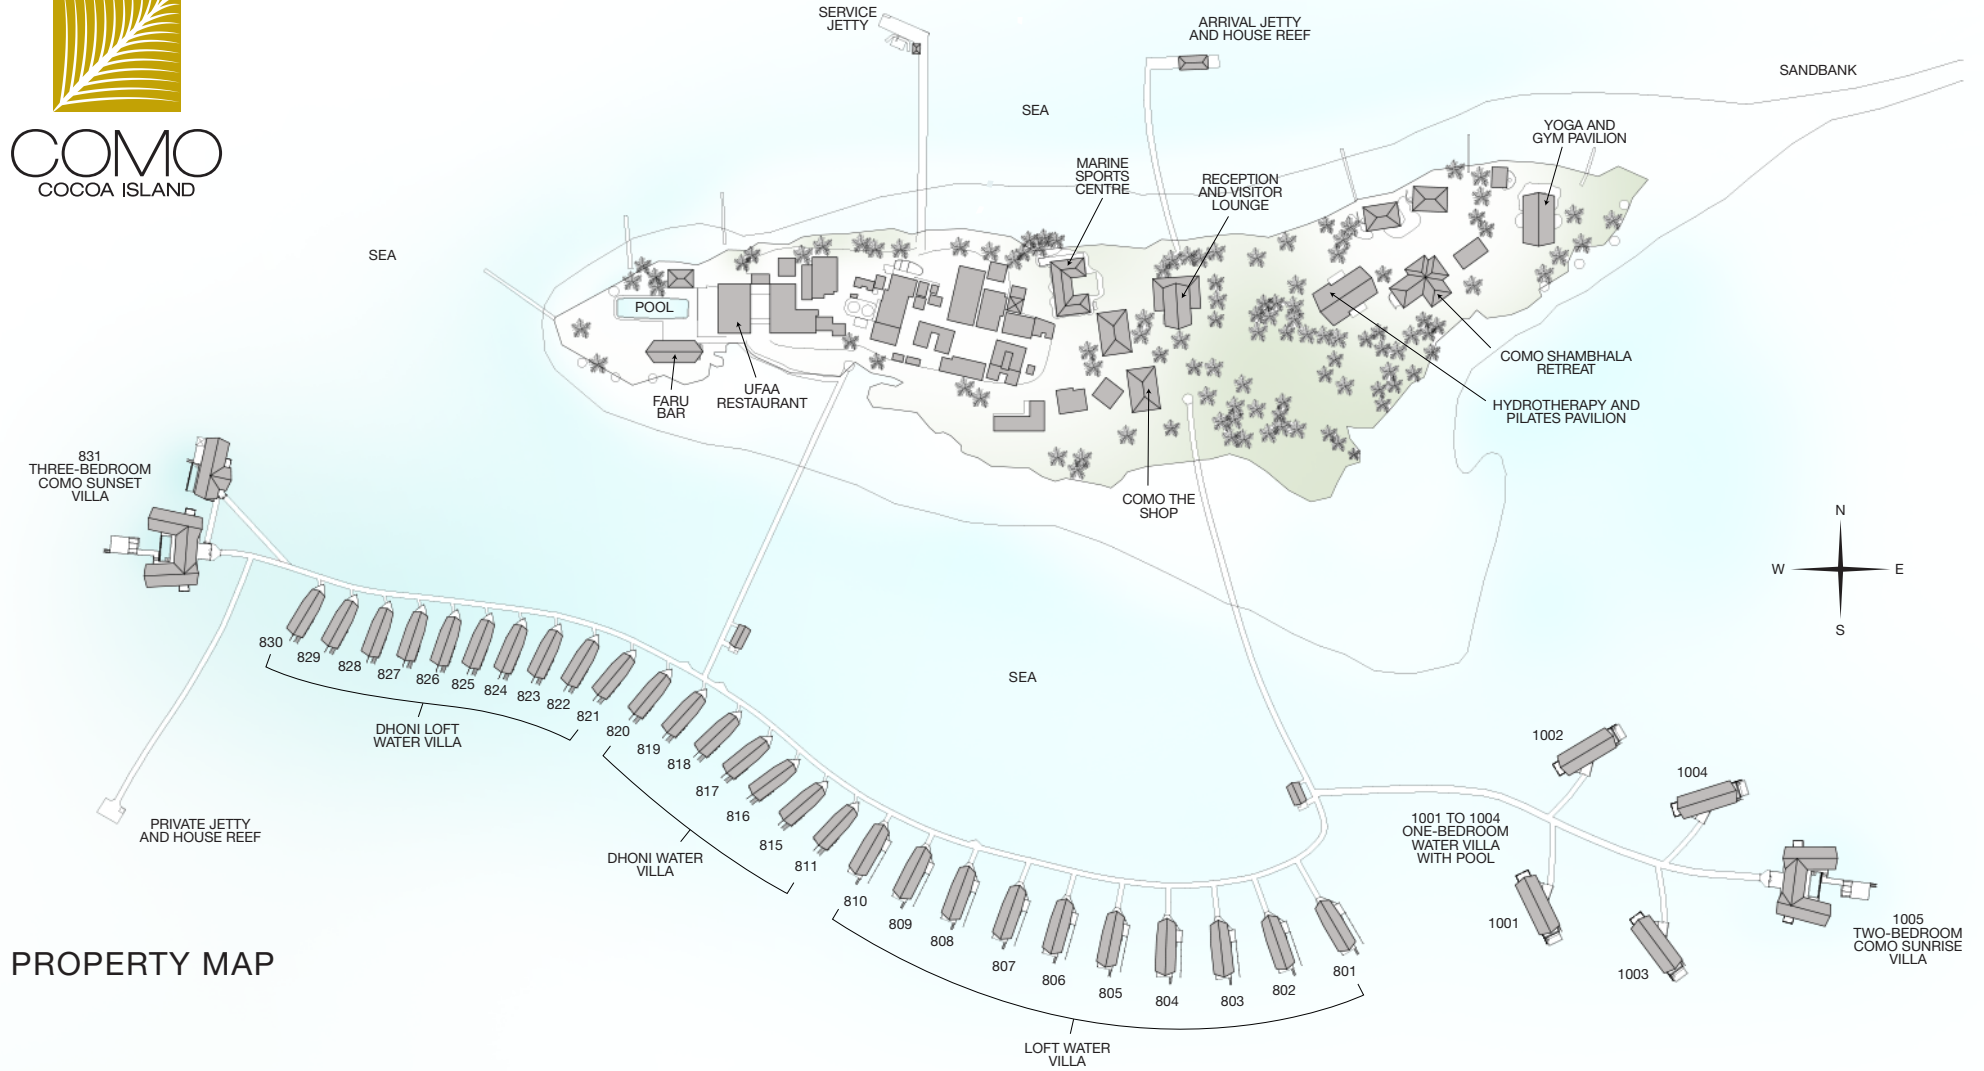 COMO
COCOA ISLAND
SERVICE
JETTY
ARRIVAL JETTY
AND HOUSE REEF
SANDBANK
SEA
YOGA AND
GYM PAVILION
MARINE
SPORTS
CENTRE
RECEPTION
AND VISITOR
LOUNGE
SEA
POOL
COMO SHAMBHALA
RETREAT
FARU
BAR
UFAA
RESTAURANT
HYDROTHERAPY AND
PILATES PAVILION
831
THREE-BEDROOM
COMO SUNSET
VILLA
COMO THE
SHOP
N
W
E
S
830
829
828
827
826
825
824
823
822
821
820
819
818
817
816
815
811
810
809
808
807
806
805
804
803
802
801
DHONI LOFT
WATER VILLA
SEA
DHONI WATER
VILLA
LOFT WATER
VILLA
PRIVATE JETTY
AND HOUSE REEF
1002
1004
1001 TO 1004
ONE-BEDROOM
WATER VILLA
WITH POOL
1001
1003
1005
TWO-BEDROOM
COMO SUNRISE
VILLA
PROPERTY MAP